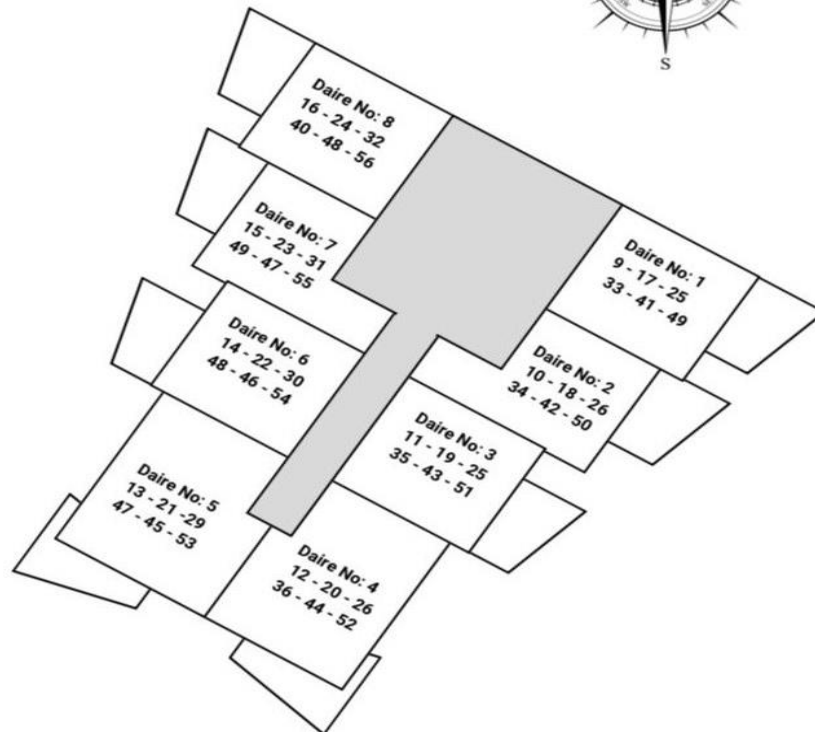 S
Daire No: 8
16 - 24 - 32
40 - 48 - 56
Daire No: 7
15 - 23 - 31
49 - 47 - 55
Daire No: 1
9 - 17 - 25
33 - 41 - 49
Daire No: 6
14 - 22 - 30
48 - 46 - 54
Daire No: 2
10 - 18 - 26
34 - 42 - 50
Daire No: 3
11 - 19 - 25
35 - 43 - 51
Daire No: 5
13 - 21 -29
47 - 45 - 53
Daire No: 4
12 - 20 - 26
36 - 44 - 52